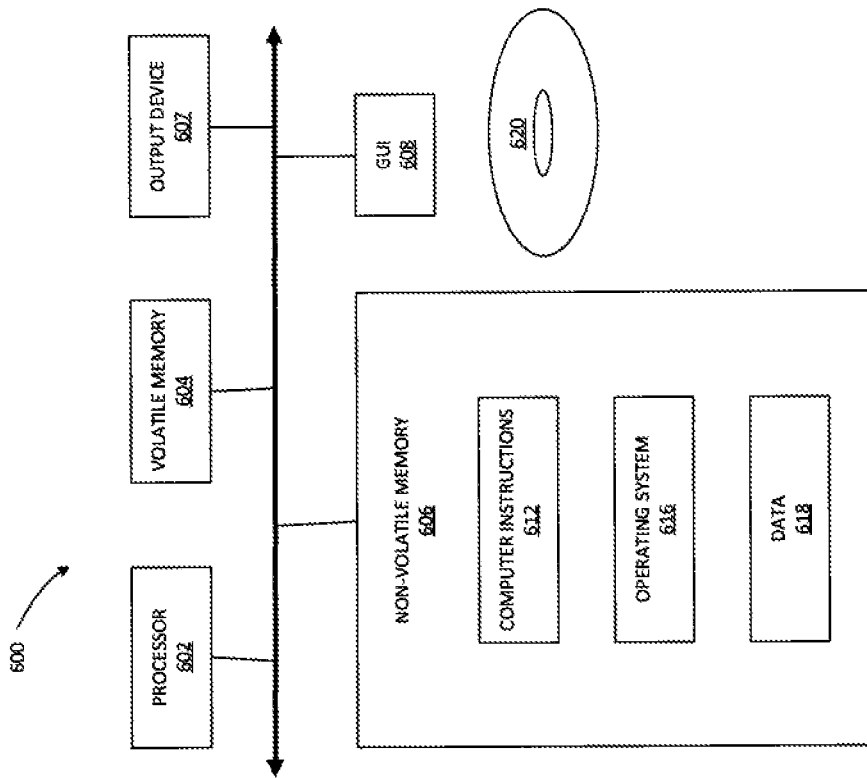 600
PROCESSOR
602
VOLATILE MEMORY
604
OUTPUT DEVICE
607
NON-VOLATILE MEMORY
606
COMPUTER INSTRUCTIONS
612
OPERATING SYSTEM
616
DATA
618
GUI
608
620